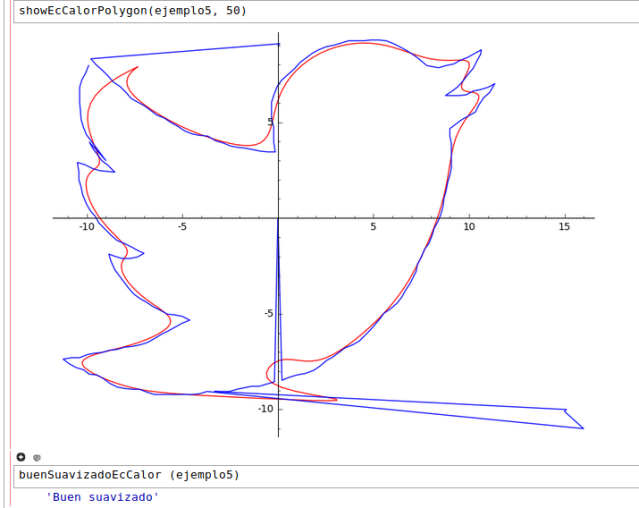 showEcCalorPolygon(ejemplo5, 50)
5
-10
-5
5
10
15
-5
-10
buenSuavizadoEcCalor (ejemplo5)
'Buen suavizado'